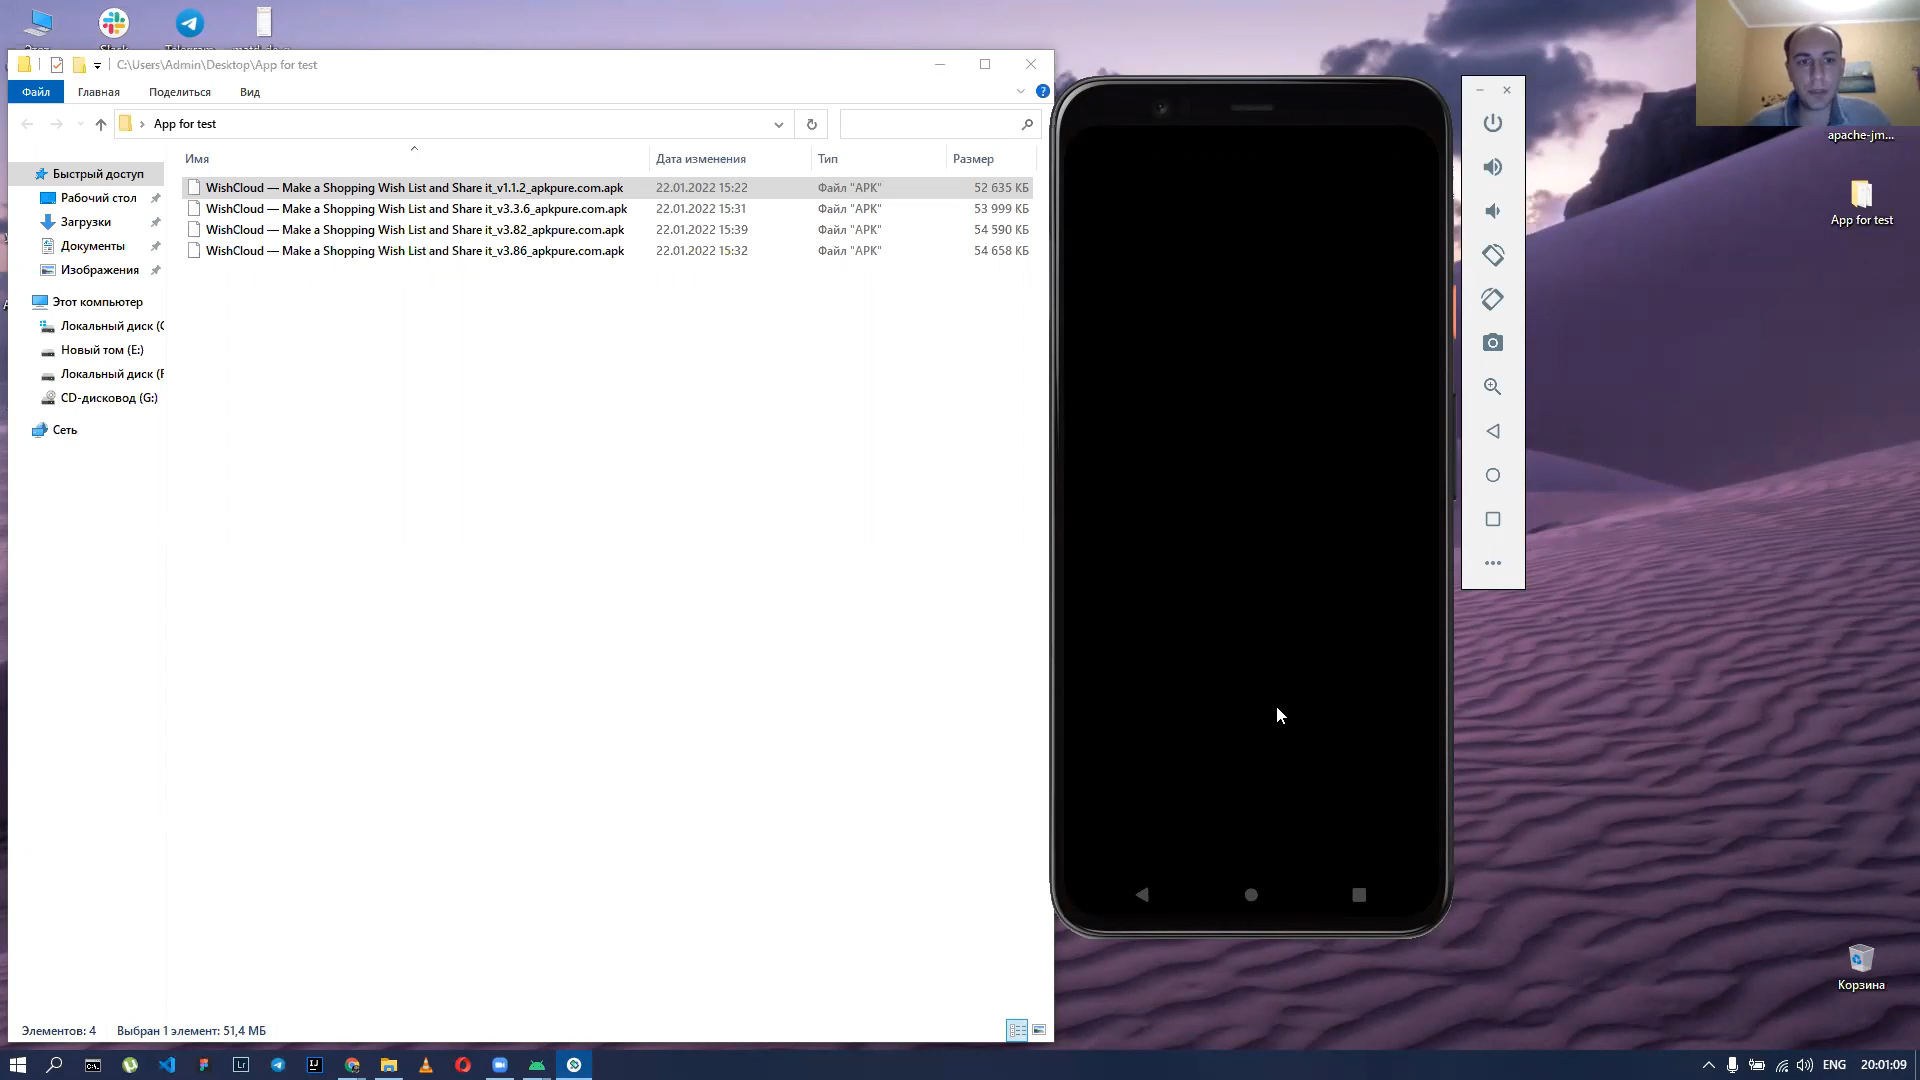 C:\Users\Admin\Desktop\App for test
Файл
Главная
Поделиться
Вид
App for test
Имя
Дата изменения
Тип
Размер
WishCloud — Make a Shopping Wish List and Share it_v1.1.2_apkpure.com.apk 22.01.2022 15:22 Файл "APK" 52 635 КБ
WishCloud — Make a Shopping Wish List and Share it_v3.3.6_apkpure.com.apk 22.01.2022 15:31 Файл "APK" 53 999 КБ
WishCloud — Make a Shopping Wish List and Share it_v3.82_apkpure.com.apk 22.01.2022 15:39 Файл "APK" 54 590 КБ
WishCloud — Make a Shopping Wish List and Share it_v3.86_apkpure.com.apk 22.01.2022 15:32 Файл "APK" 54 658 КБ
Быстрый доступ
Рабочий стол
Загрузки
Документы
Изображения
Этот компьютер
Локальный диск (C
Новый том (E:)
Локальный диск (F
CD-дисковод (G:)
Сеть
Элементов: 4
Выбран 1 элемент: 51,4 МБ
apache-jm...
App for test
Корзина
Lr
IJ
ENG
20:01:09